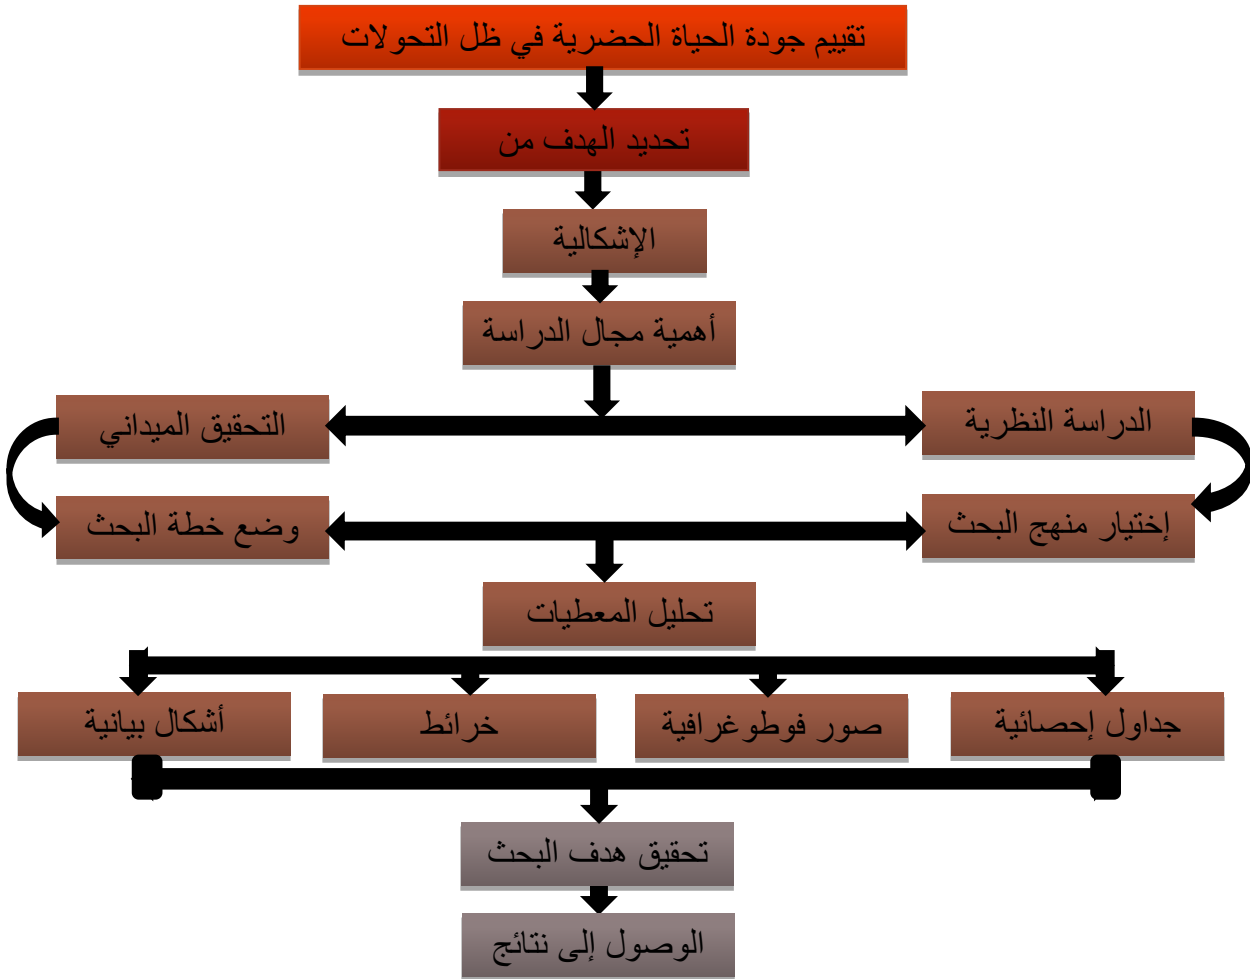 تقييم جودة الحياة الحضرية في ظل التحولات
تحديد الهدف من
الإشكالية
أهمية مجال الدراسة
الدراسة النظرية
التحقيق الميداني
إختيار منهج البحث
وضع خطة البحث
تحليل المعطيات
جداول إحصائية
صور فوطوغرافية
خرائط
أشكال بيانية
تحقيق هدف البحث
الوصول إلى نتائج